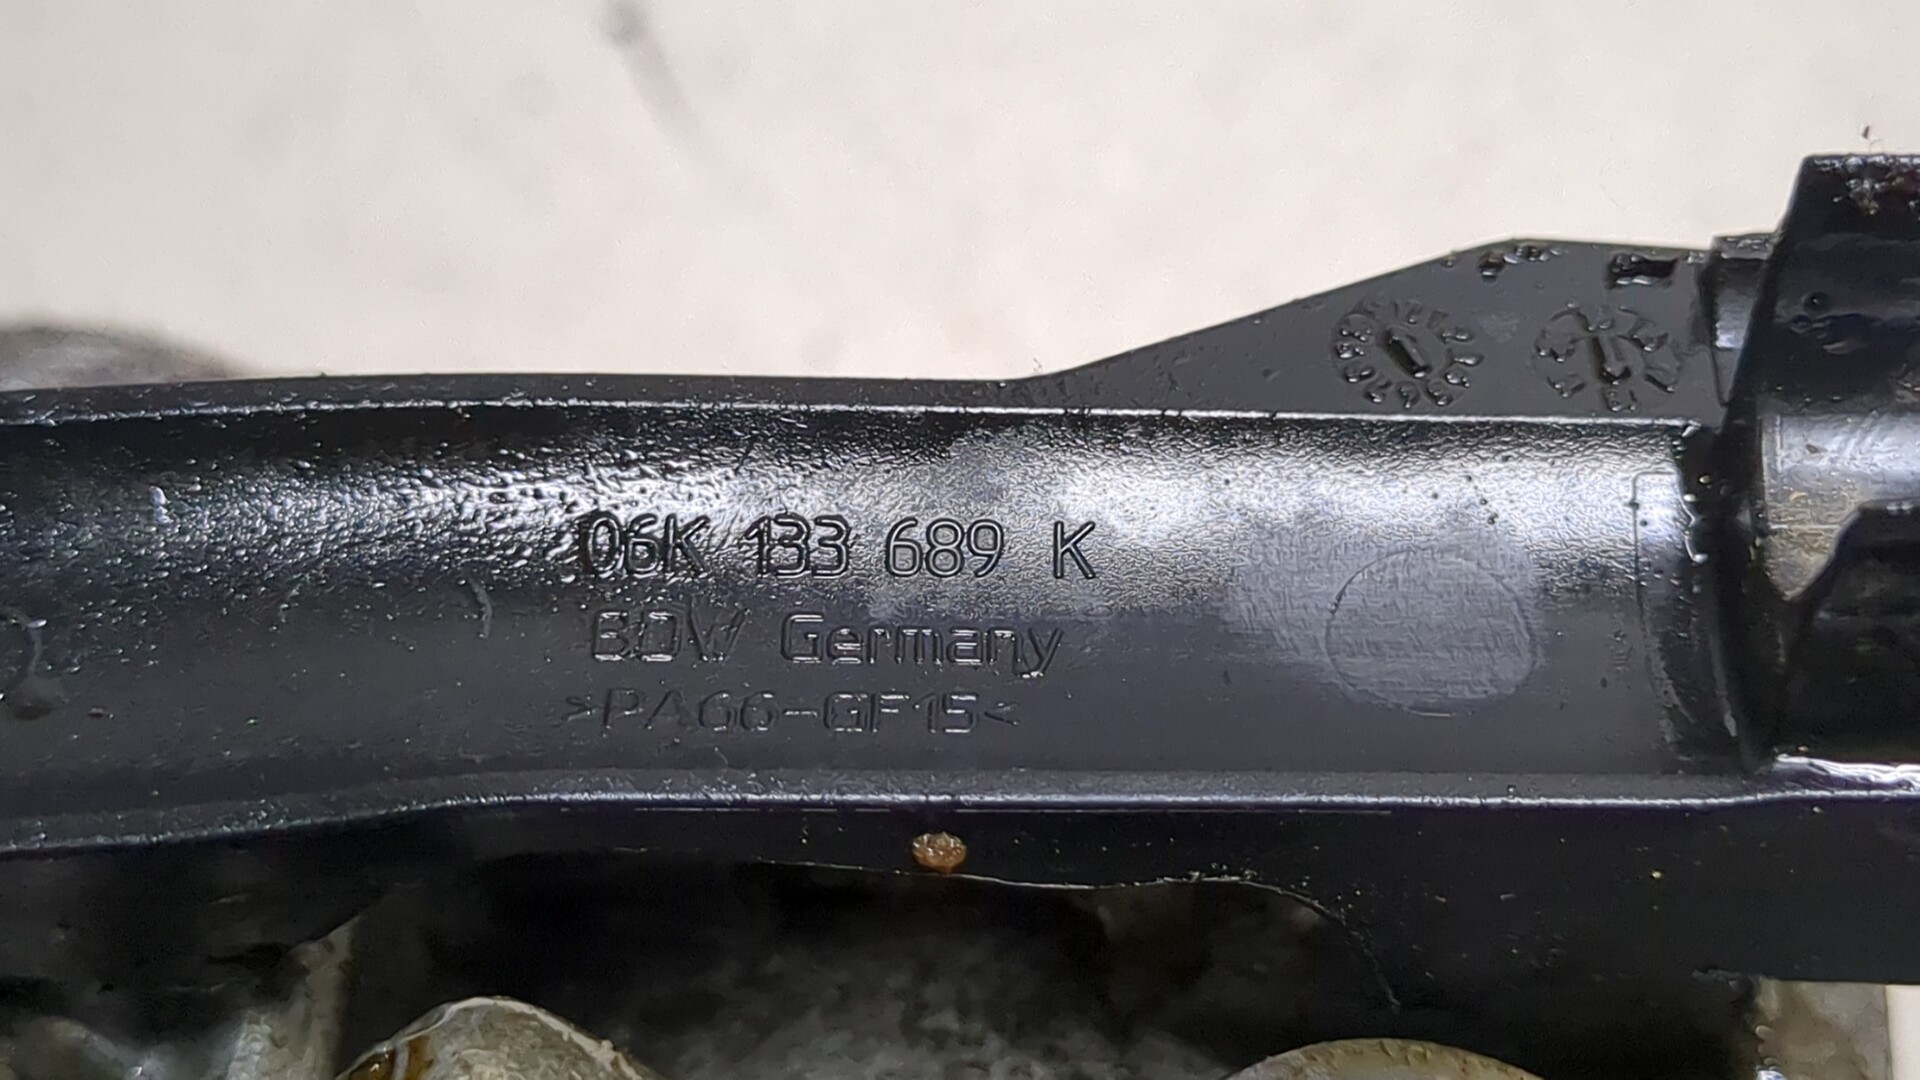 06K 133 689 K
BDW Germany
>PA66-GF15<